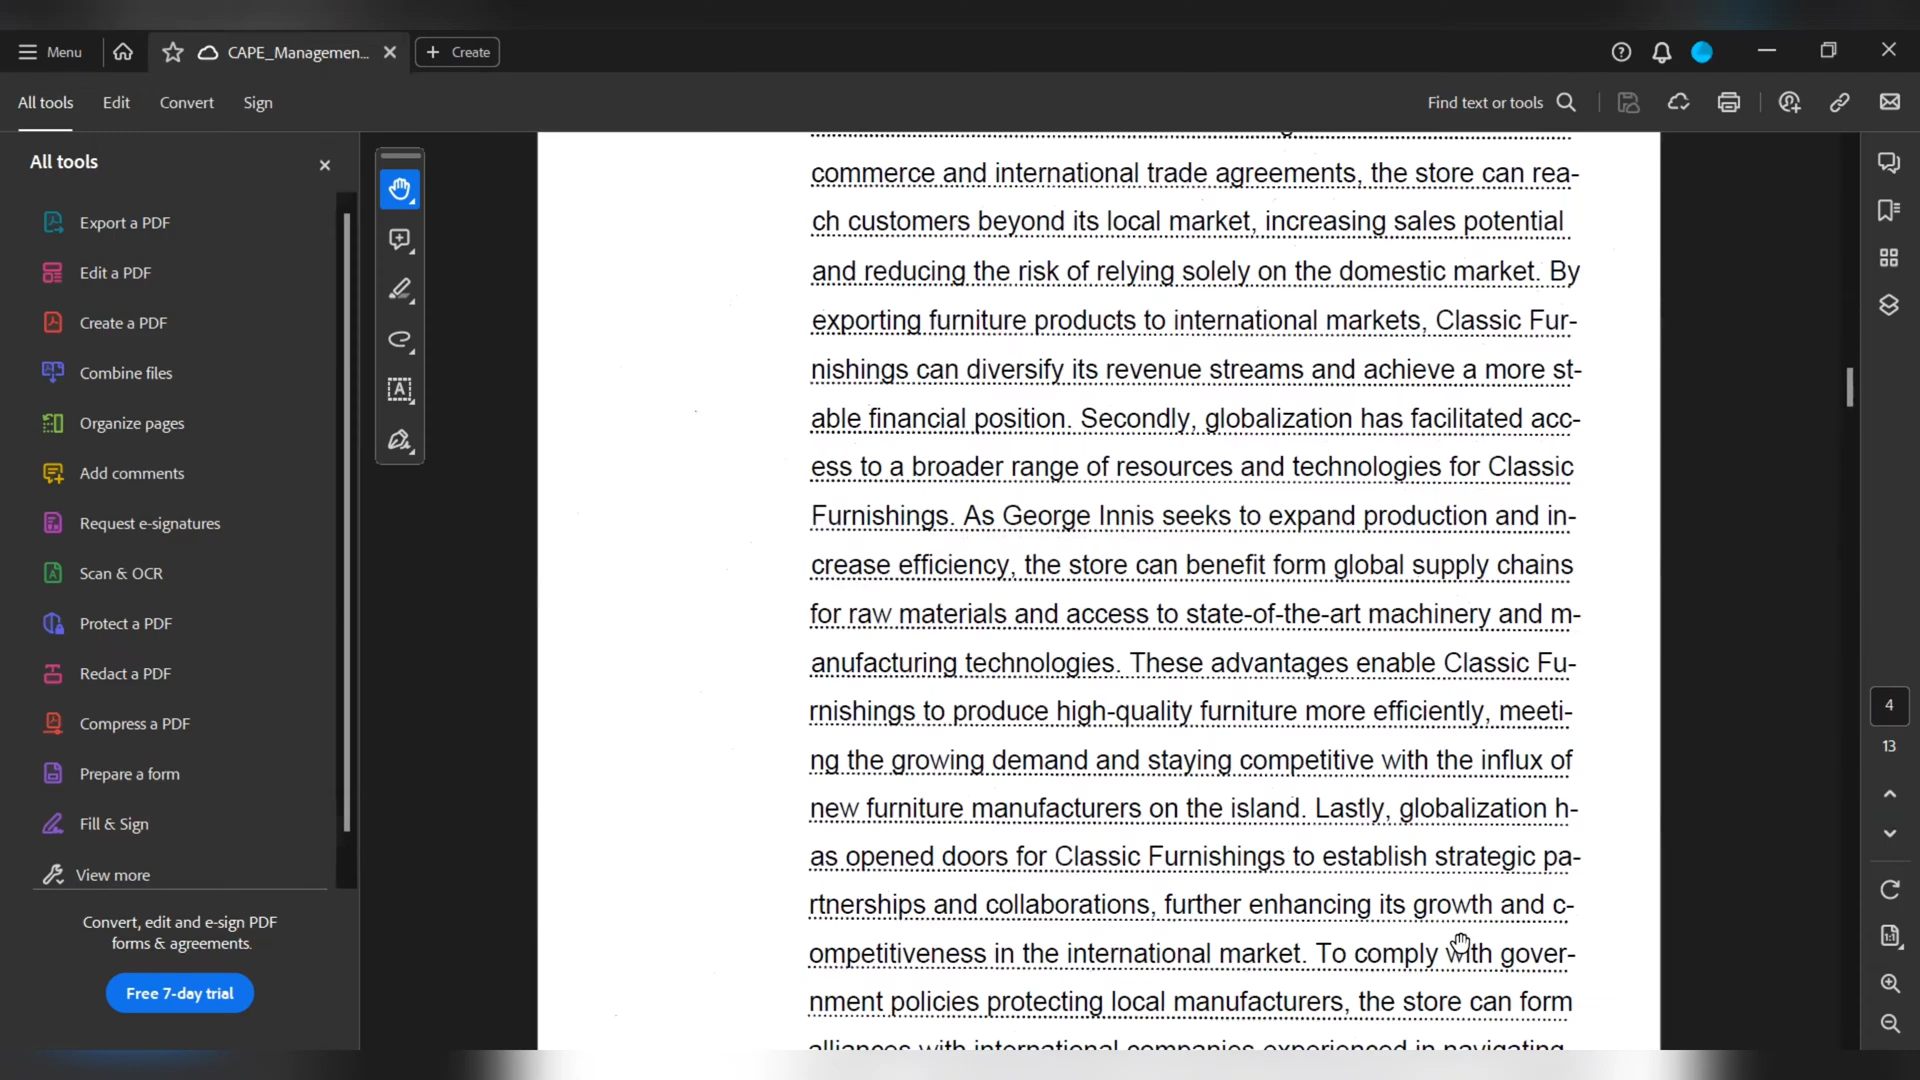 Menu
CAPE_Managemen...
Create
All tools
Edit
Convert
Sign
Find text or tools
All tools
Export a PDF
Edit a PDF
Create a PDF
Combine files
Organize pages
Add comments
Request e-signatures
Scan & OCR
Protect a PDF
Redact a PDF
Compress a PDF
Prepare a form
Fill & Sign
View more
Convert, edit and e-sign PDF
forms & agreements.
Free 7-day trial
commerce and international trade agreements, the store can rea-
ch customers beyond its local market, increasing sales potential
and reducing the risk of relying solely on the domestic market. By
exporting furniture products to international markets, Classic Fur-
nishings can diversify its revenue streams and achieve a more st-
able financial position. Secondly, globalization has facilitated acc-
ess to a broader range of resources and technologies for Classic
Furnishings. As George Innis seeks to expand production and in-
crease efficiency, the store can benefit form global supply chains
for raw materials and access to state-of-the-art machinery and m-
anufacturing technologies. These advantages enable Classic Fu-
rnishings to produce high-quality furniture more efficiently, meeti-
ng the growing demand and staying competitive with the influx of
new furniture manufacturers on the island. Lastly, globalization h-
as opened doors for Classic Furnishings to establish strategic pa-
rtnerships and collaborations, further enhancing its growth and c-
ompetitiveness in the international market. To comply with gover-
nment policies protecting local manufacturers, the store can form
alliances with international companies experienced in navigating
4
13